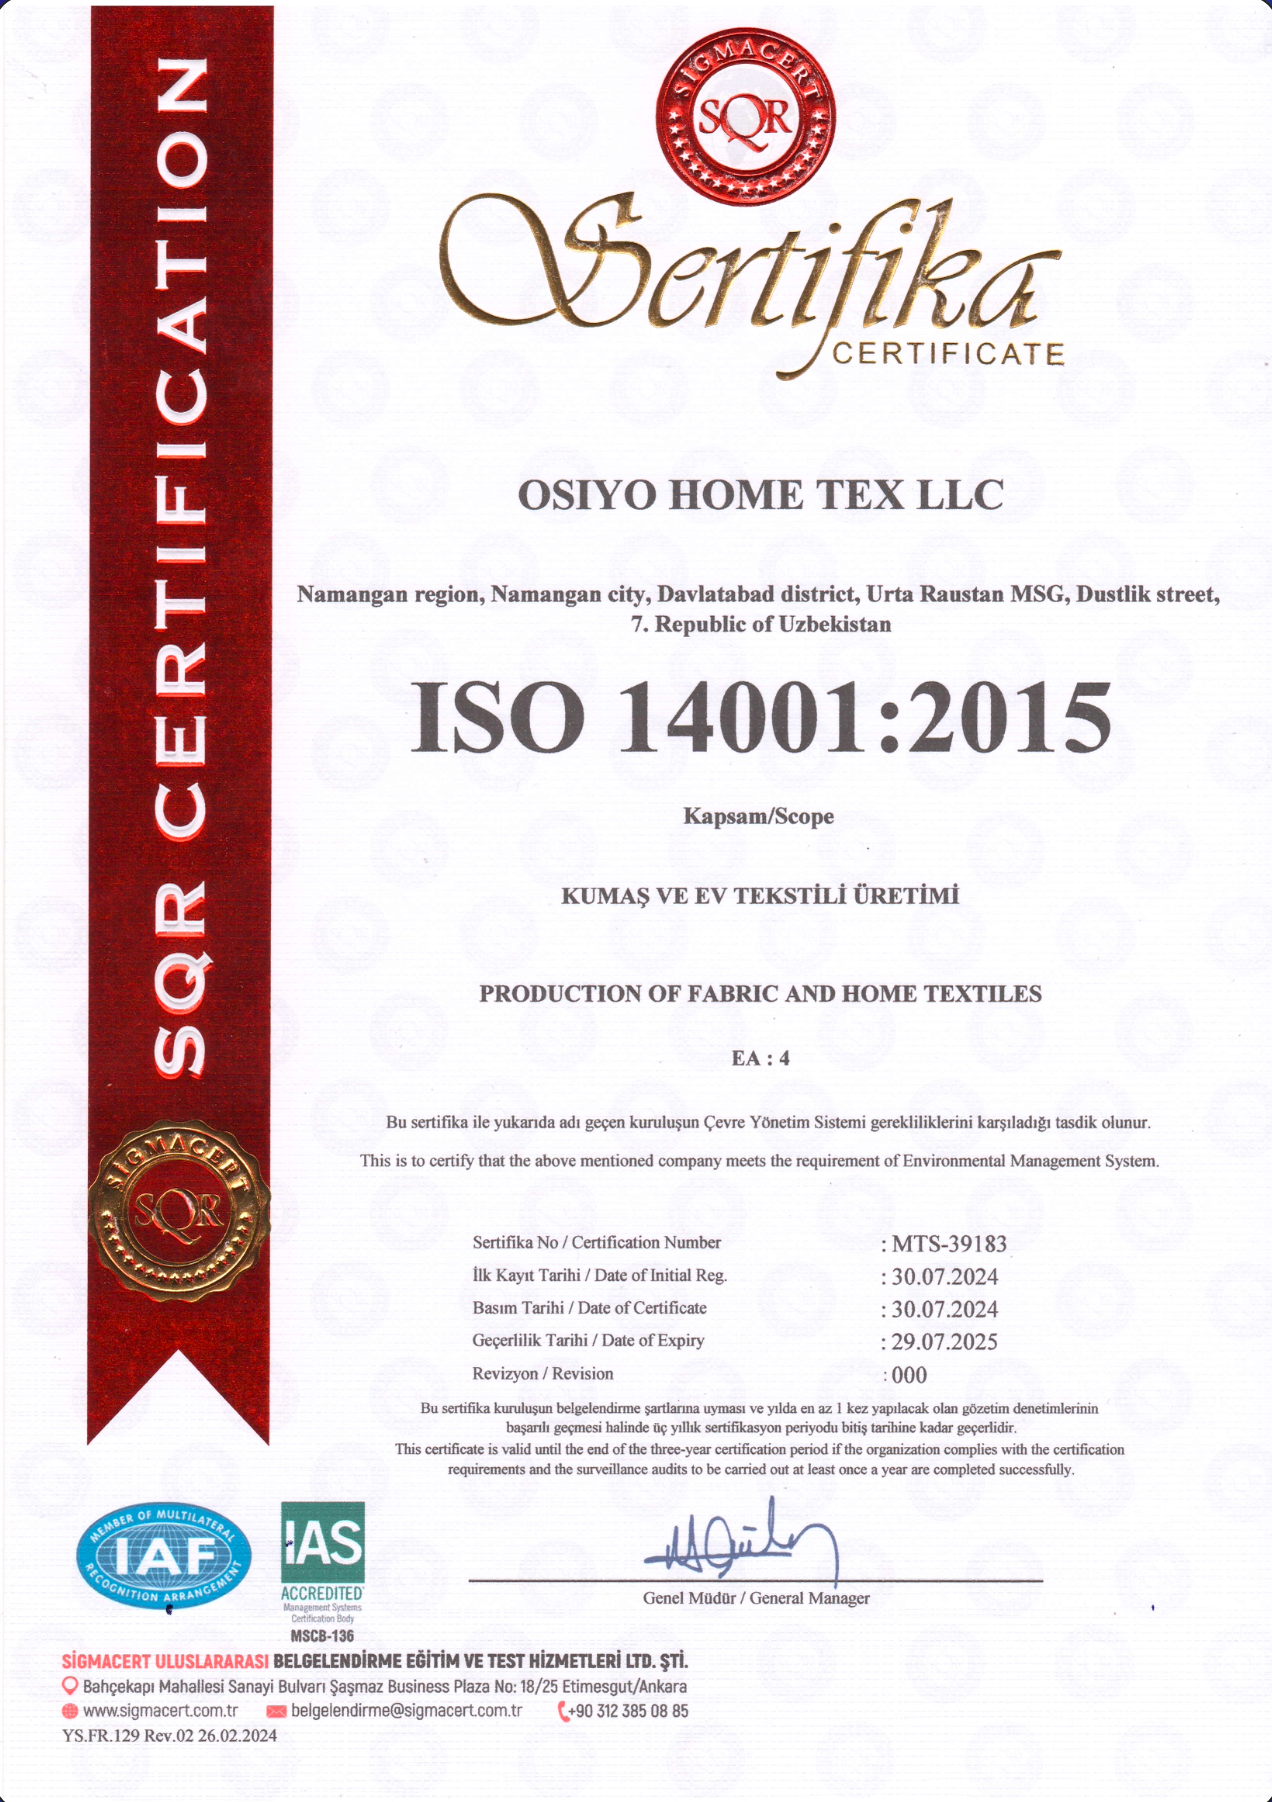 SQR CERTIFICATION
SİGMACERT
SQR
Sertifika
CERTIFICATE
OSIYO HOME TEX LLC
Namangan region, Namangan city, Davlatabad district, Urta Raustan MSG, Dustlik street,
7. Republic of Uzbekistan
ISO 14001:2015
Kapsam/Scope
KUMAŞ VE EV TEKSTİLİ ÜRETİMİ
PRODUCTION OF FABRIC AND HOME TEXTILES
EA : 4
Bu sertifika ile yukarıda adı geçen kuruluşun Çevre Yönetim Sistemi gerekliliklerini karşıladığı tasdik olunur.
This is to certify that the above mentioned company meets the requirement of Environmental Management System.
SİGMACERT
SQR
Sertifika No / Certification Number : MTS-39183
İlk Kayıt Tarihi / Date of Initial Reg. : 30.07.2024
Basım Tarihi / Date of Certificate : 30.07.2024
Geçerlilik Tarihi / Date of Expiry : 29.07.2025
Revizyon / Revision : 000
Bu sertifika kuruluşun belgelendirme şartlarına uyması ve yılda en az 1 kez yapılacak olan gözetim denetimlerinin
başarılı geçmesi halinde üç yıllık sertifikasyon periyodu bitiş tarihine kadar geçerlidir.
This certificate is valid until the end of the three-year certification period if the organization complies with the certification
requirements and the surveillance audits to be carried out at least once a year are completed successfully.
Genel Müdür / General Manager
MEMBER OF MULTILATERAL
IAF
RECOGNITION ARRANGEMENT
IAS
ACCREDITED
Management Systems
Certification Body
MSCB-136
SİGMACERT ULUSLARARASI BELGELENDİRME EĞİTİM VE TEST HİZMETLERİ LTD. ŞTİ.
Bahçekapı Mahallesi Sanayi Bulvarı Şaşmaz Business Plaza No: 18/25 Etimesgut/Ankara
www.sigmacert.com.tr belgelendirme@sigmacert.com.tr +90 312 385 08 85
YS.FR.129 Rev.02 26.02.2024